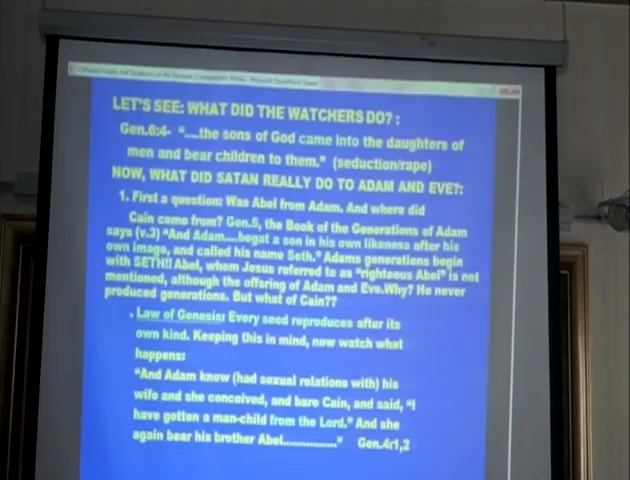 LET'S SEE: WHAT DID THE WATCHERS DO? :
Gen.6:4- "....the sons of God came into the daughters of
men and bear children to them." (seduction/rape)
NOW, WHAT DID SATAN REALLY DO TO ADAM AND EVE?:
1. First a question: Was Abel from Adam. And where did
Cain come from? Gen.5, the Book of the Generations of Adam
says (v.3) "And Adam....begat a son in his own likeness after his
own image, and called his name Seth." Adams generations begin
with SETH!! Abel, whom Jesus referred to as "righteous Abel" is not
mentioned, although the offering of Adam and Eve.Why? He never
produced generations. But what of Cain??
. Law of Genesis: Every seed reproduces after its
own kind. Keeping this in mind, now watch what
happens:
"And Adam knew (had sexual relations with) his
wife and she conceived, and bare Cain, and said, "I
have gotten a man-child from the Lord." And she
again bear his brother Abel..............." Gen.4:1,2